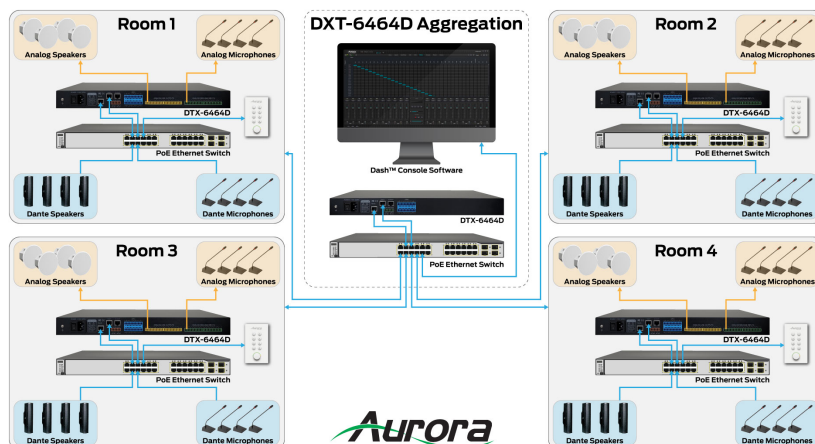 Room 1
Analog Speakers
Analog Microphones
DTX-6464D
PoE Ethernet Switch
Dante Speakers
Dante Microphones
DXT-6464D Aggregation
Dash™ Console Software
DTX-6464D
PoE Ethernet Switch
Room 2
Analog Speakers
Analog Microphones
DTX-6464D
PoE Ethernet Switch
Dante Speakers
Dante Microphones
Room 3
Analog Speakers
Analog Microphones
DTX-6464D
PoE Ethernet Switch
Dante Speakers
Dante Microphones
Room 4
Analog Speakers
Analog Microphones
DTX-6464D
PoE Ethernet Switch
Dante Speakers
Dante Microphones
Aurora